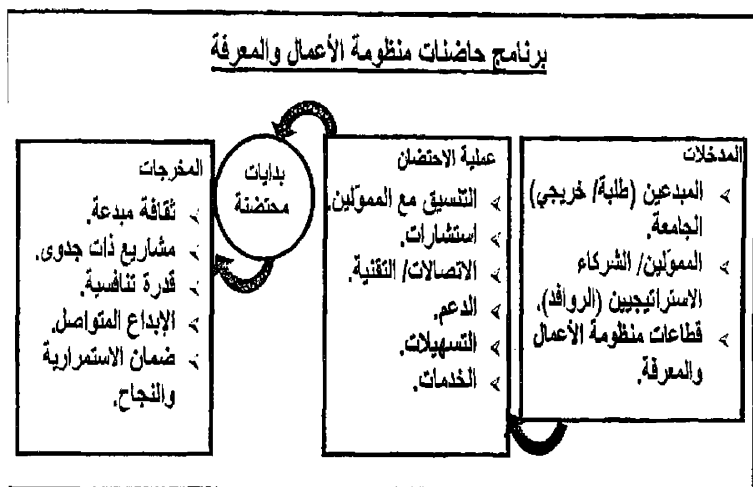 برنامج حاضنات منظومة الأعمال والمعرفة
المدخلات
المبدعين (طلبة/ خريجي)
الجامعة.
المموّلين/ الشركاء
الاستراتيجيين (الروافد).
قطاعات منظومة الأعمال
والمعرفة.
عملية الاحتضان
التنسيق مع المموّلين.
استشارات.
الاتصالات/ التقنية.
الدعم.
التسهيلات.
الخدمات.
بدايات
محتضنة
المخرجات
ثقافة مبدعة.
مشاريع ذات جدوى.
قدرة تنافسية.
الإبداع المتواصل.
ضمان الاستمرارية
والنجاح.